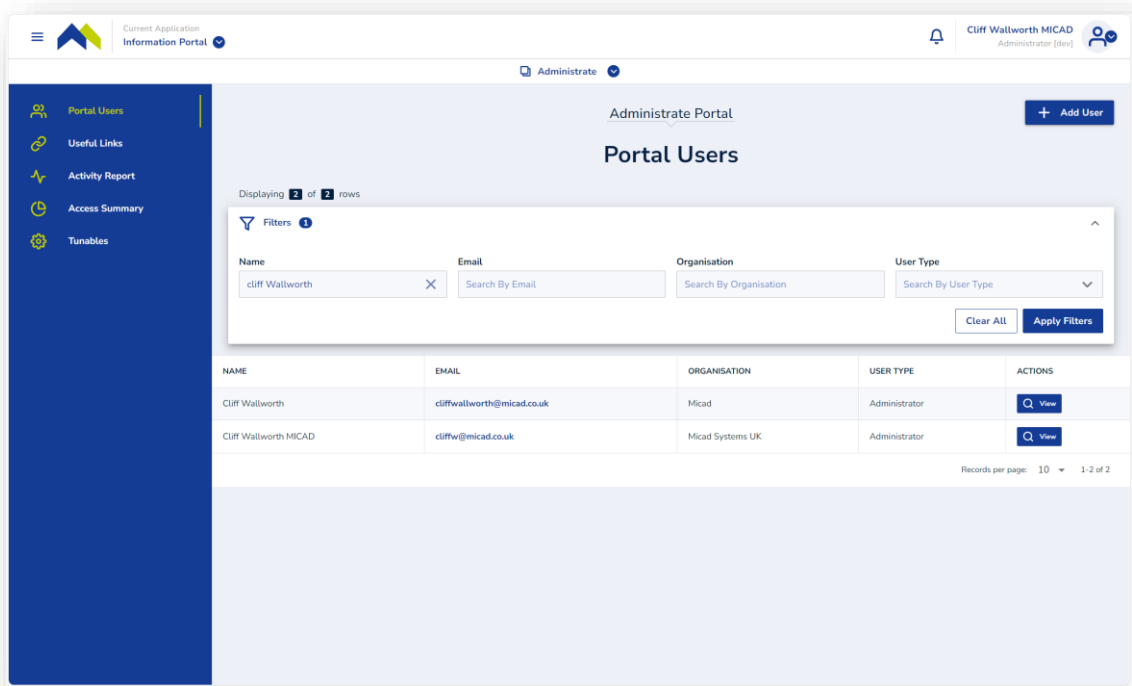 Current Application
Information Portal
Cliff Wallworth MICAD
Administrator [dev]
Administrate
Portal Users
Useful Links
Activity Report
Access Summary
Tunables
Administrate Portal
+ Add User
Portal Users
Displaying 2 of 2 rows
Filters 1
Name Email Organisation User Type
cliff Wallworth Search By Email Search By Organisation Search By User Type
Clear All Apply Filters
NAME EMAIL ORGANISATION USER TYPE ACTIONS
Cliff Wallworth cliffwallworth@micad.co.uk Micad Administrator View
Cliff Wallworth MICAD cliffw@micad.co.uk Micad Systems UK Administrator View
Records per page: 10 1-2 of 2